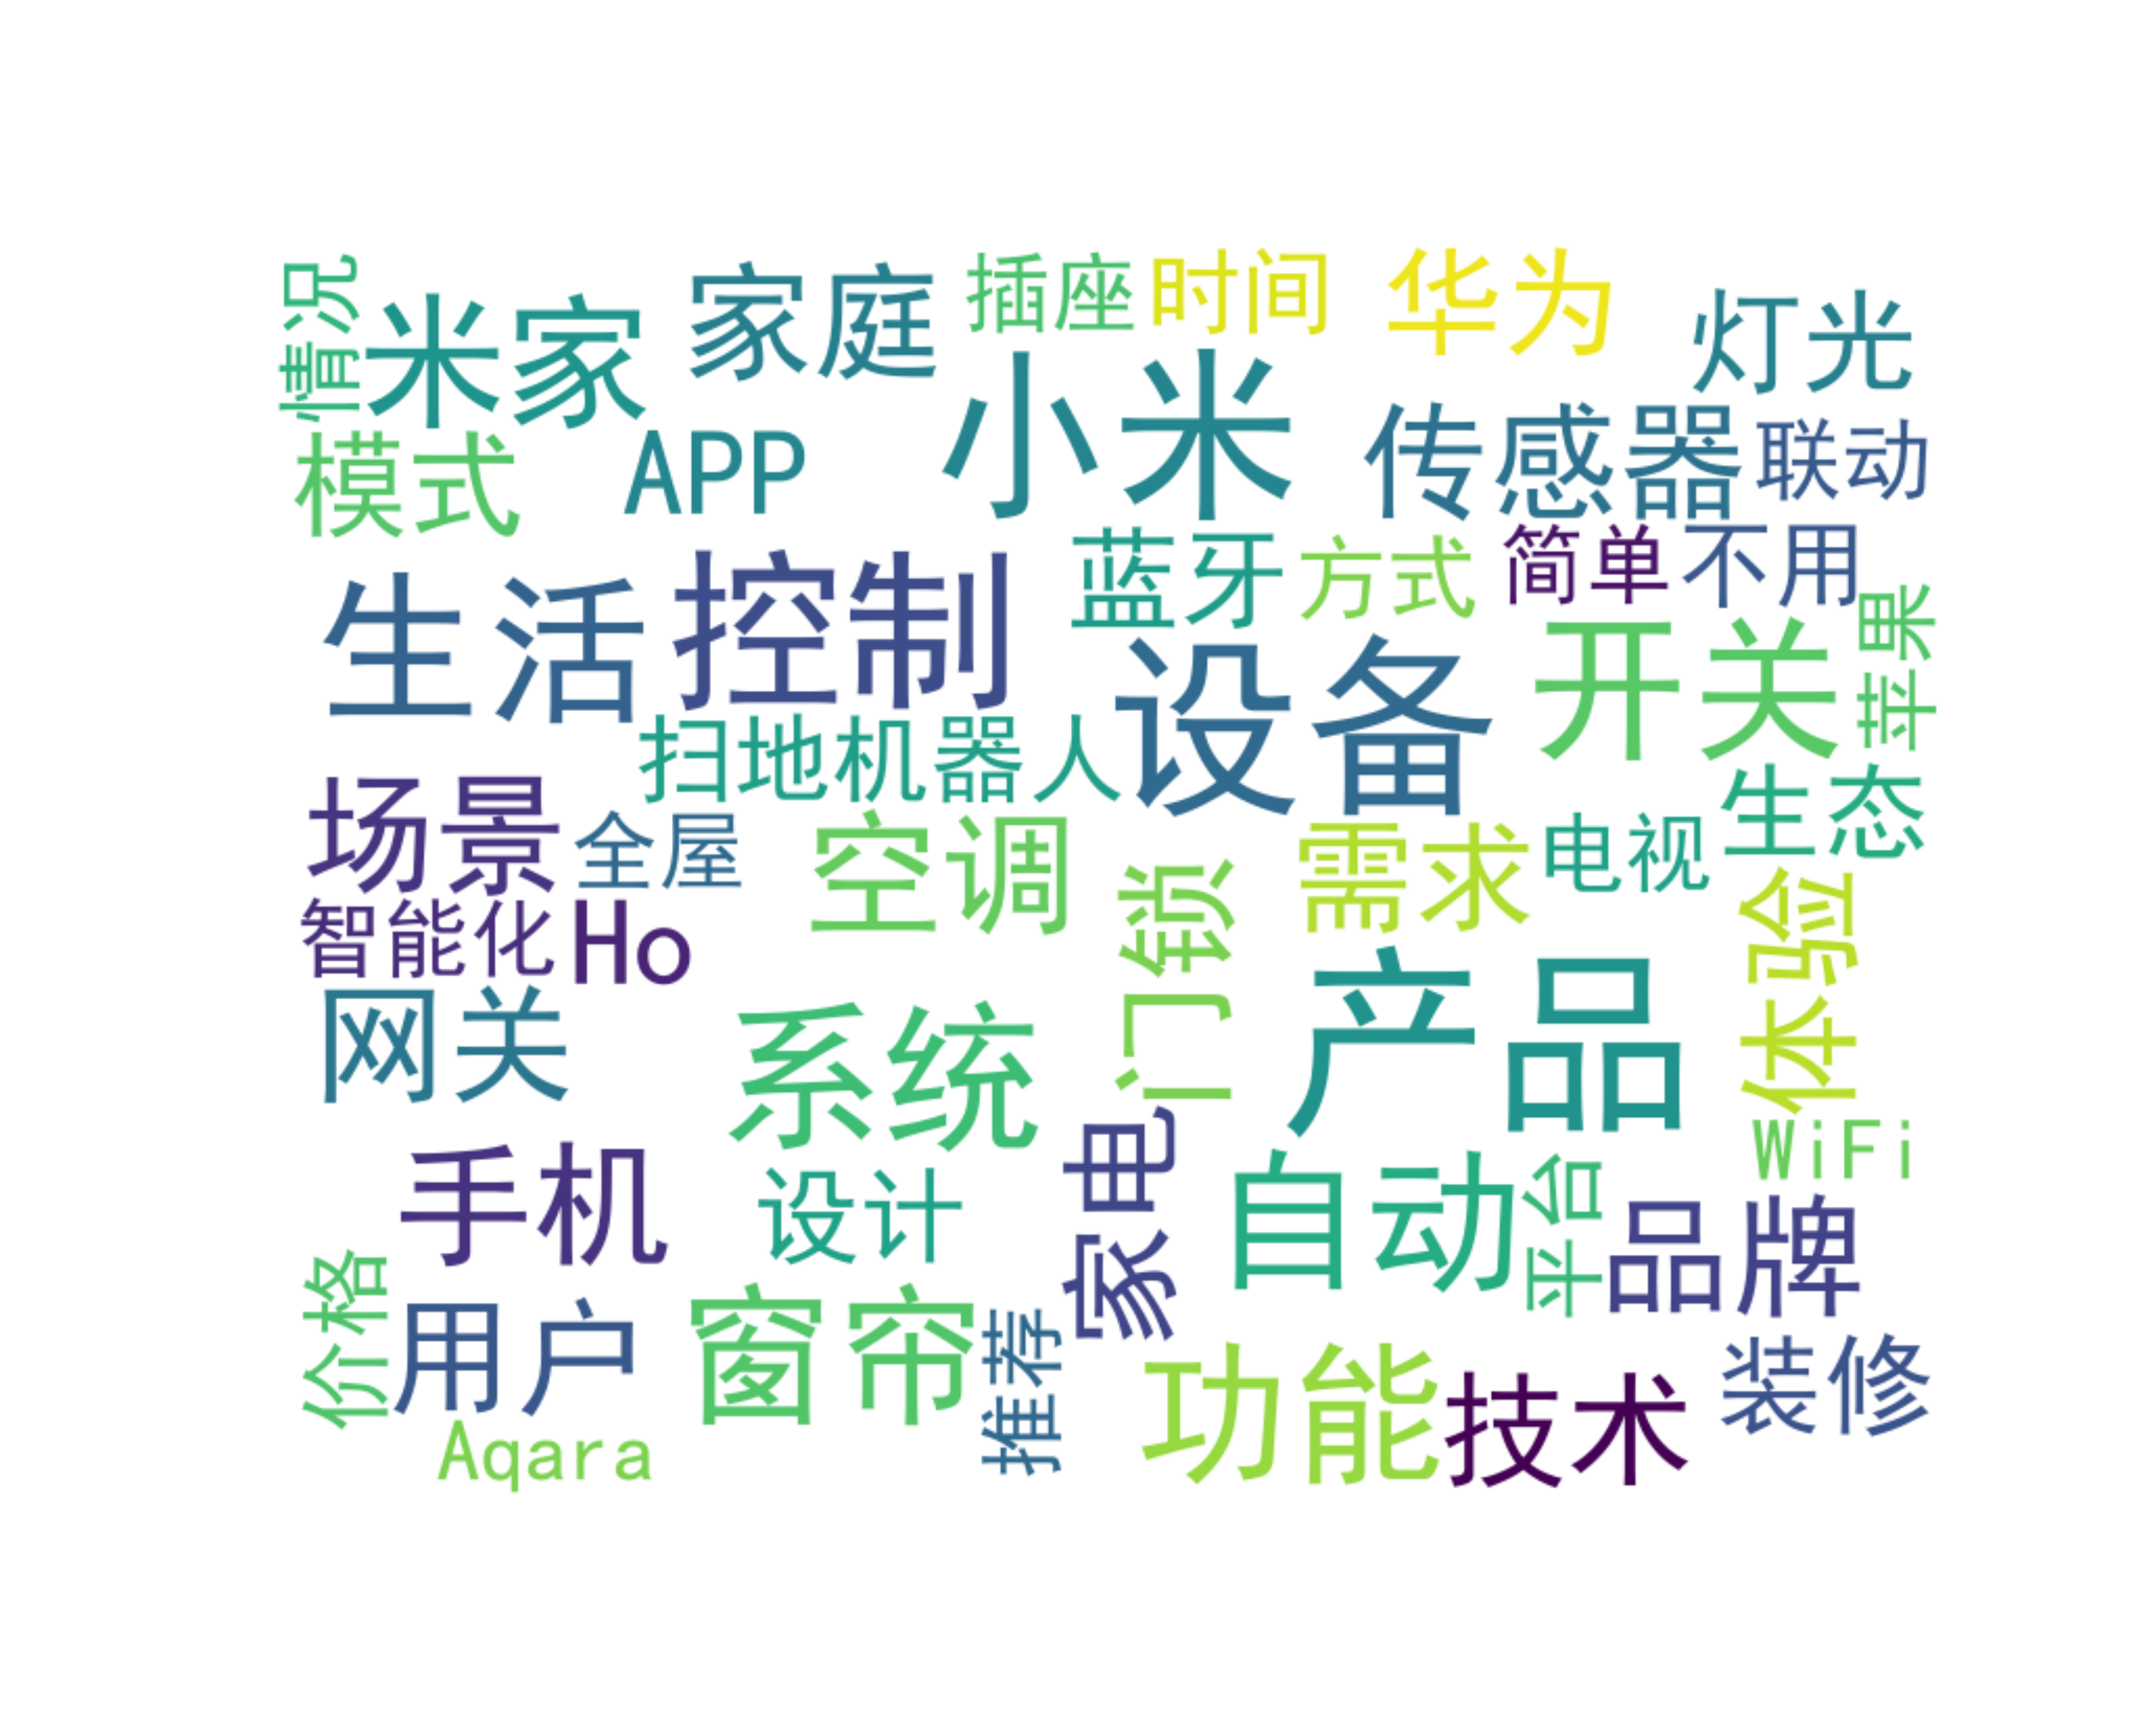 情况
米家
家庭
插座
时间
华为
灯光
小米
模式
APP
传感器
联动
蓝牙
方式
简单
不用
生活
控制
设备
开关
苹果
扫地机器人
场景
全屋
空调
门锁
需求
电视
生态
智能化
Ho
体验
网关
系统
产品
WiFi
手机
设计
家电
自动
平台
品牌
价格
用户
窗帘
推荐
功能
技术
装修
Aqara